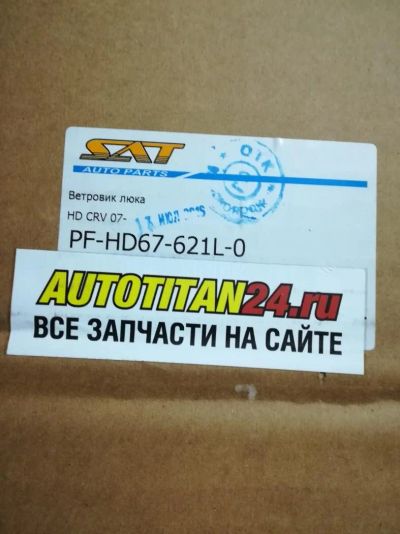 SAT
AUTO PARTS
Ветровик люка
HD CRV 07-
PF-HD67-621L-0
AUTOTITAN24.ru
ВСЕ ЗАПЧАСТИ НА САЙТЕ